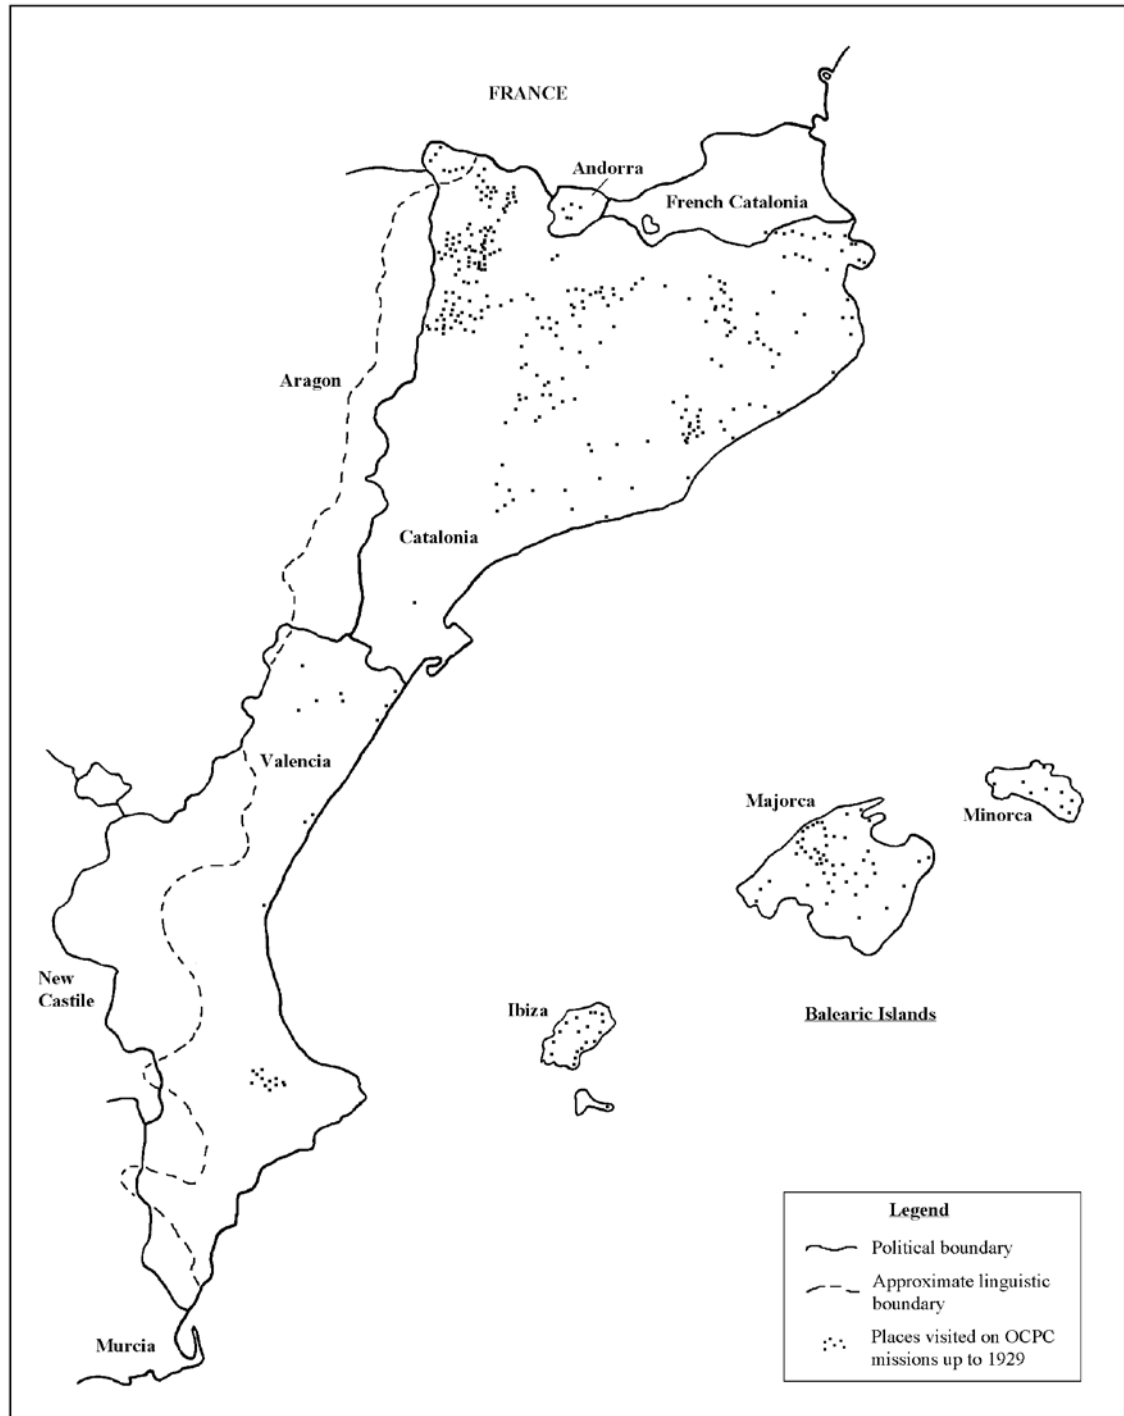 FRANCE
Andorra
French Catalonia
Aragon
Catalonia
Valencia
Majorca
Minorca
New
Castile
Ibiza
Balearic Islands
Murcia
Legend
Political boundary
Approximate linguistic
boundary
Places visited on OCPC
missions up to 1929